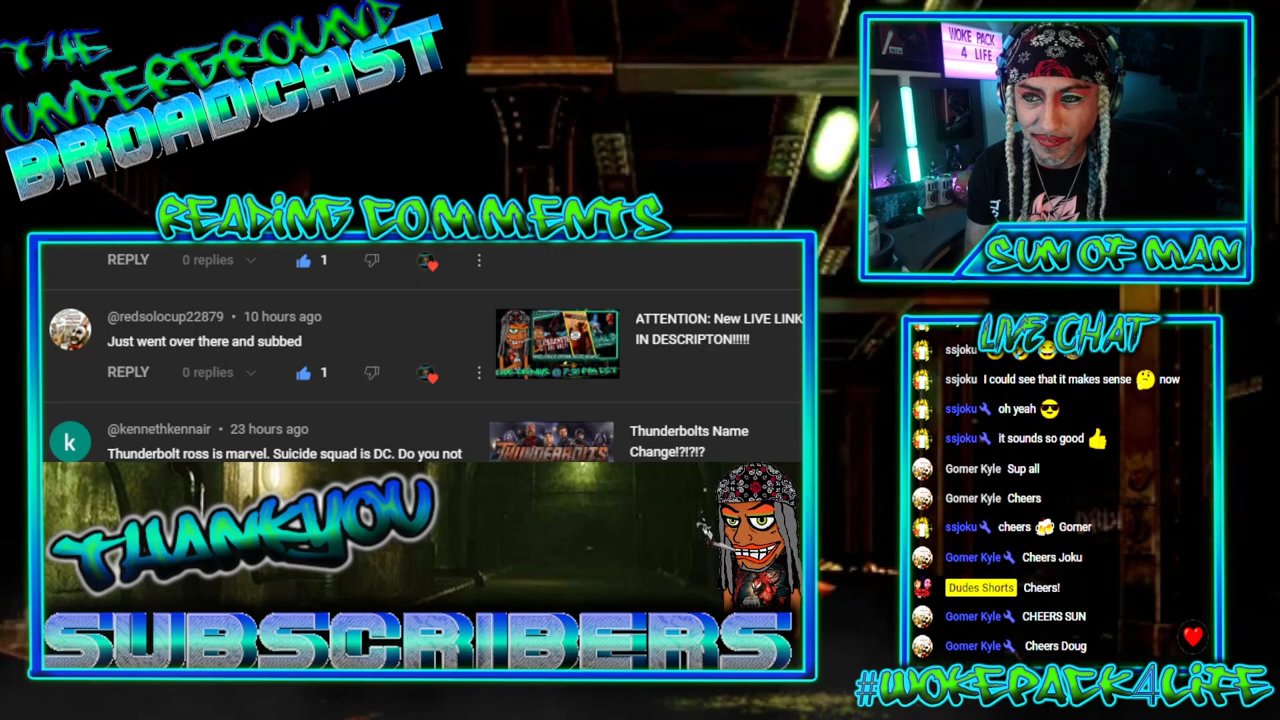 THE
UNDERGROUND
BROADCAST
WOKE PACK
4 LIFE
SUN OF MAN
READING COMMENTS
REPLY 0 replies 1
@redsolocup22879 • 10 hours ago
Just went over there and subbed
REPLY 0 replies 1
ATTENTION: New LIVE LINK
IN DESCRIPTON!!!!!
k
@kennethkennair • 23 hours ago
Thunderbolt ross is marvel. Suicide squad is DC. Do you not
THUNDERBOLTS
Thunderbolts Name
Change!?!?!?
THANKYOU
SUBSCRIBERS
LIVE CHAT
ssjoku
ssjoku I could see that it makes sense 🤔 now
ssjoku oh yeah 😎
ssjoku it sounds so good 👍
Gomer Kyle Sup all
Gomer Kyle Cheers
ssjoku cheers 🍻 Gomer
Gomer Kyle Cheers Joku
Dudes Shorts Cheers!
Gomer Kyle CHEERS SUN
Gomer Kyle Cheers Doug
#WOKEPACK4LIFE